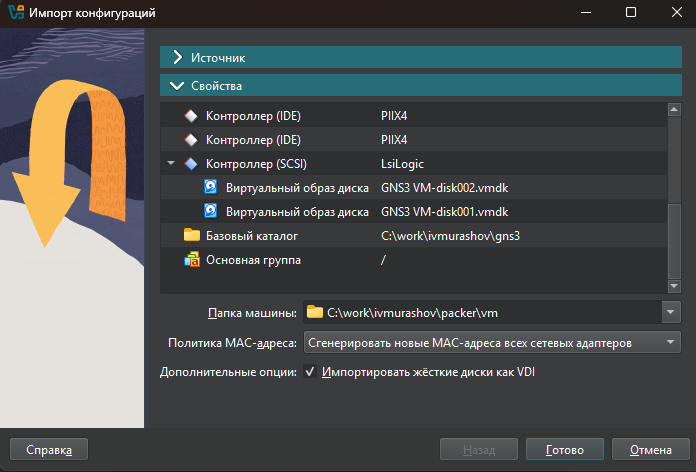 Импорт конфигураций
Источник
Свойства
Контроллер (IDE) PIIX4
Контроллер (IDE) PIIX4
Контроллер (SCSI) LsiLogic
Виртуальный образ диска GNS3 VM-disk002.vmdk
Виртуальный образ диска GNS3 VM-disk001.vmdk
Базовый каталог C:\work\ivmurashov\gns3
Основная группа /
Папка машины: C:\work\ivmurashov\packer\vm
Политика MAC-адреса: Сгенерировать новые MAC-адреса всех сетевых адаптеров
Дополнительные опции: Импортировать жёсткие диски как VDI
Справка Назад Готово Отмена